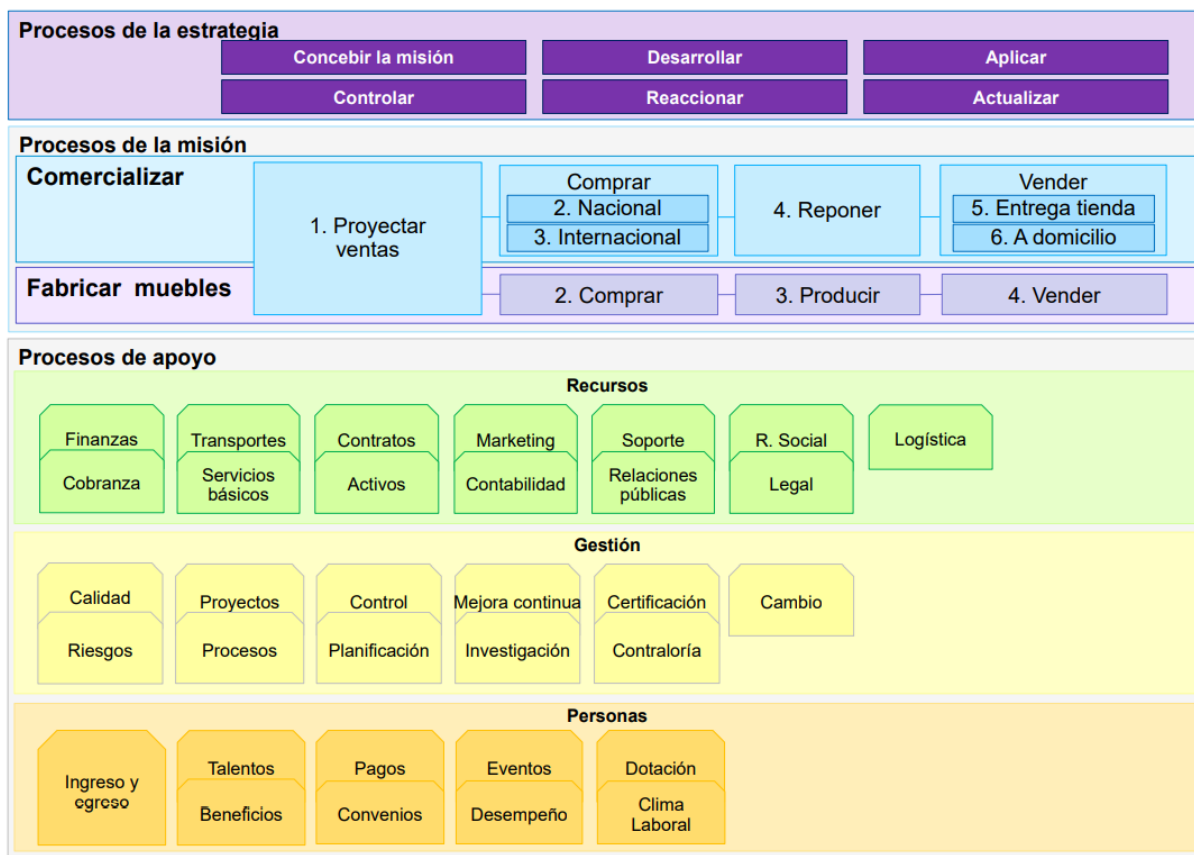 Procesos de la estrategia
Concebir la misión
Desarrollar
Aplicar
Controlar
Reaccionar
Actualizar
Procesos de la misión
Comercializar
1. Proyectar
ventas
Comprar
2. Nacional
3. Internacional
4. Reponer
Vender
5. Entrega tienda
6. A domicilio
Fabricar muebles
2. Comprar
3. Producir
4. Vender
Procesos de apoyo
Recursos
Finanzas
Transportes
Contratos
Marketing
Soporte
R. Social
Logística
Cobranza
Servicios
básicos
Activos
Contabilidad
Relaciones
públicas
Legal
Gestión
Calidad
Proyectos
Control
Mejora continua
Certificación
Cambio
Riesgos
Procesos
Planificación
Investigación
Contraloría
Personas
Ingreso y
egreso
Talentos
Pagos
Eventos
Dotación
Beneficios
Convenios
Desempeño
Clima
Laboral